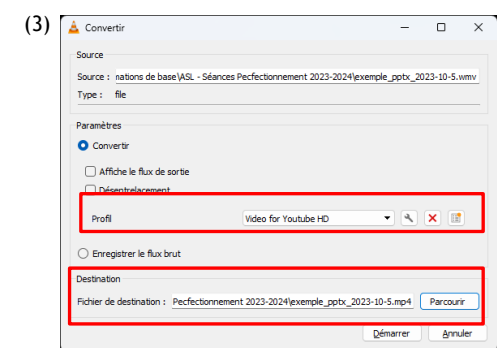 (3)
Convertir
Source
Source : mations de base\ASL - Séances Pecfectionnement 2023-2024\exemple_pptx_2023-10-5.wmv
Type : file
Paramètres
Convertir
Affiche le flux de sortie
Désentrelacement
Profil Video for Youtube HD
Enregistrer le flux brut
Destination
Fichier de destination : Pecfectionnement 2023-2024\exemple_pptx_2023-10-5.mp4 Parcourir
Démarrer Annuler